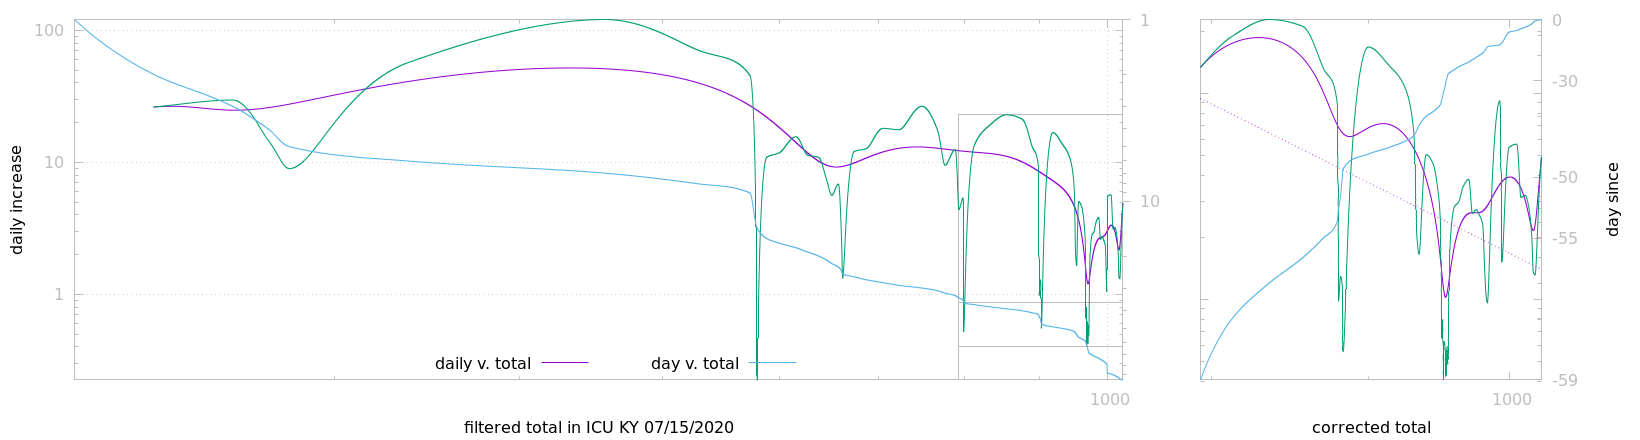 100
10
1
daily increase
1
10
daily v. total
day v. total
1000
filtered total in ICU KY 07/15/2020
0
-30
-50
-55
-59
day since
1000
corrected total